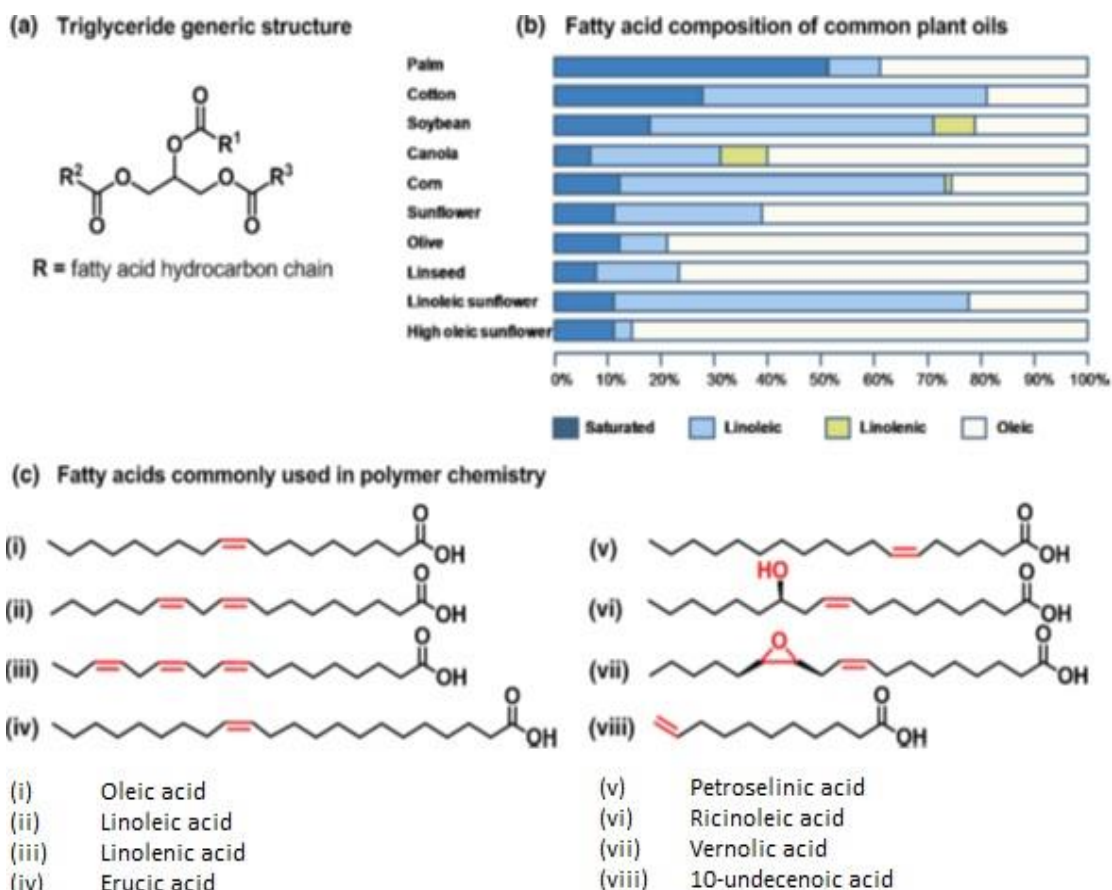 (a) Triglyceride generic structure
O
O
R¹
R²
O
O
R³
O
O
R = fatty acid hydrocarbon chain
(b) Fatty acid composition of common plant oils
Palm
Cotton
Soybean
Canola
Corn
Sunflower
Olive
Linseed
Linoleic sunflower
High oleic sunflower
0% 10% 20% 30% 40% 50% 60% 70% 80% 90% 100%
Saturated Linoleic Linolenic Oleic
(c) Fatty acids commonly used in polymer chemistry
(i) O OH
(ii) O OH
(iii) O OH
(iv) O OH
(v) O OH
(vi) HO O OH
(vii) O O OH
(viii) O OH
(i) Oleic acid
(ii) Linoleic acid
(iii) Linolenic acid
(iv) Erucic acid
(v) Petroselinic acid
(vi) Ricinoleic acid
(vii) Vernolic acid
(viii) 10-undecenoic acid